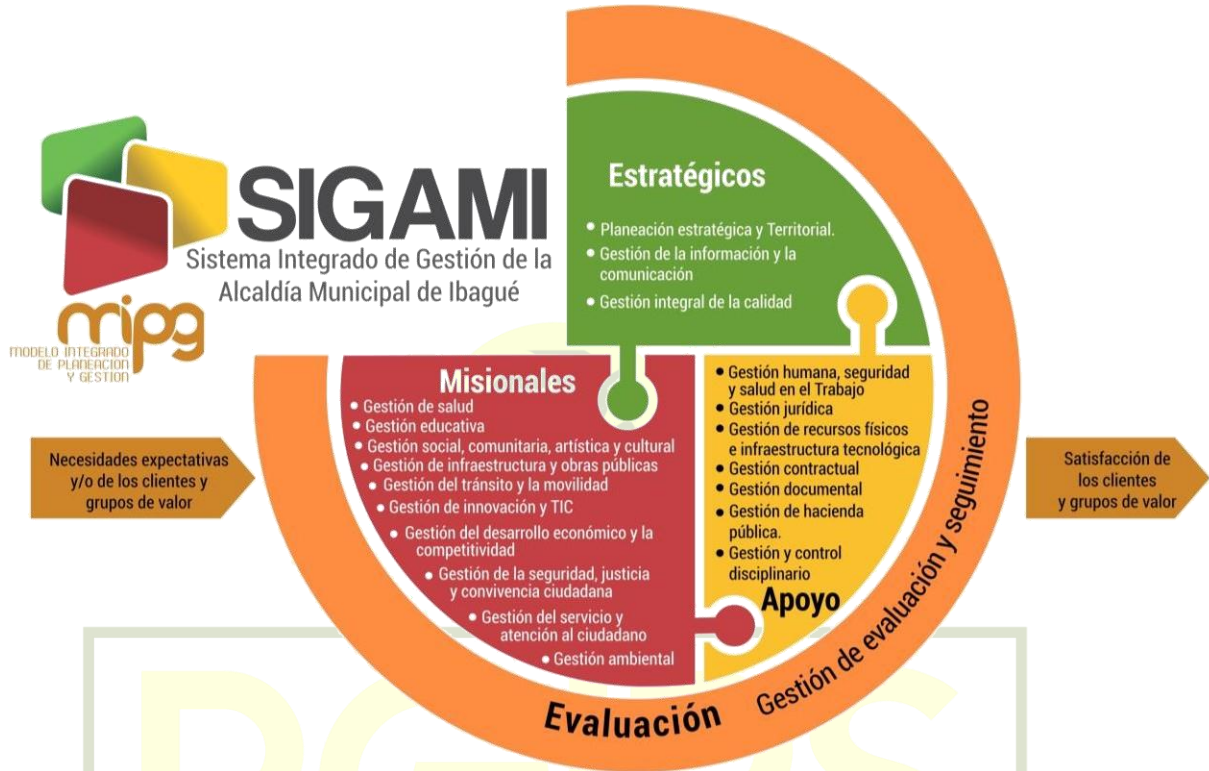 SIGAMI
Sistema Integrado de Gestión de la
Alcaldía Municipal de Ibagué
mipg
MODELO INTEGRADO
DE PLANEACION
Y GESTION
Necesidades expectativas
y/o de los clientes y
grupos de valor
Estratégicos
• Planeación estratégica y Territorial.
• Gestión de la información y la
comunicación
• Gestión integral de la calidad
Misionales
• Gestión de salud
• Gestión educativa
• Gestión social, comunitaria, artística y cultural
• Gestión de infraestructura y obras públicas
• Gestión del tránsito y la movilidad
• Gestión de innovación y TIC
• Gestión del desarrollo económico y la
competitividad
• Gestión de la seguridad, justicia
y convivencia ciudadana
• Gestión del servicio y
atención al ciudadano
• Gestión ambiental
• Gestión humana, seguridad
y salud en el Trabajo
• Gestión jurídica
• Gestión de recursos físicos
e infraestructura tecnológica
• Gestión contractual
• Gestión documental
• Gestión de hacienda
pública.
• Gestión y control
disciplinario
Apoyo
Evaluación
Gestión de evaluación y seguimiento
Satisfacción de
los clientes
y grupos de valor